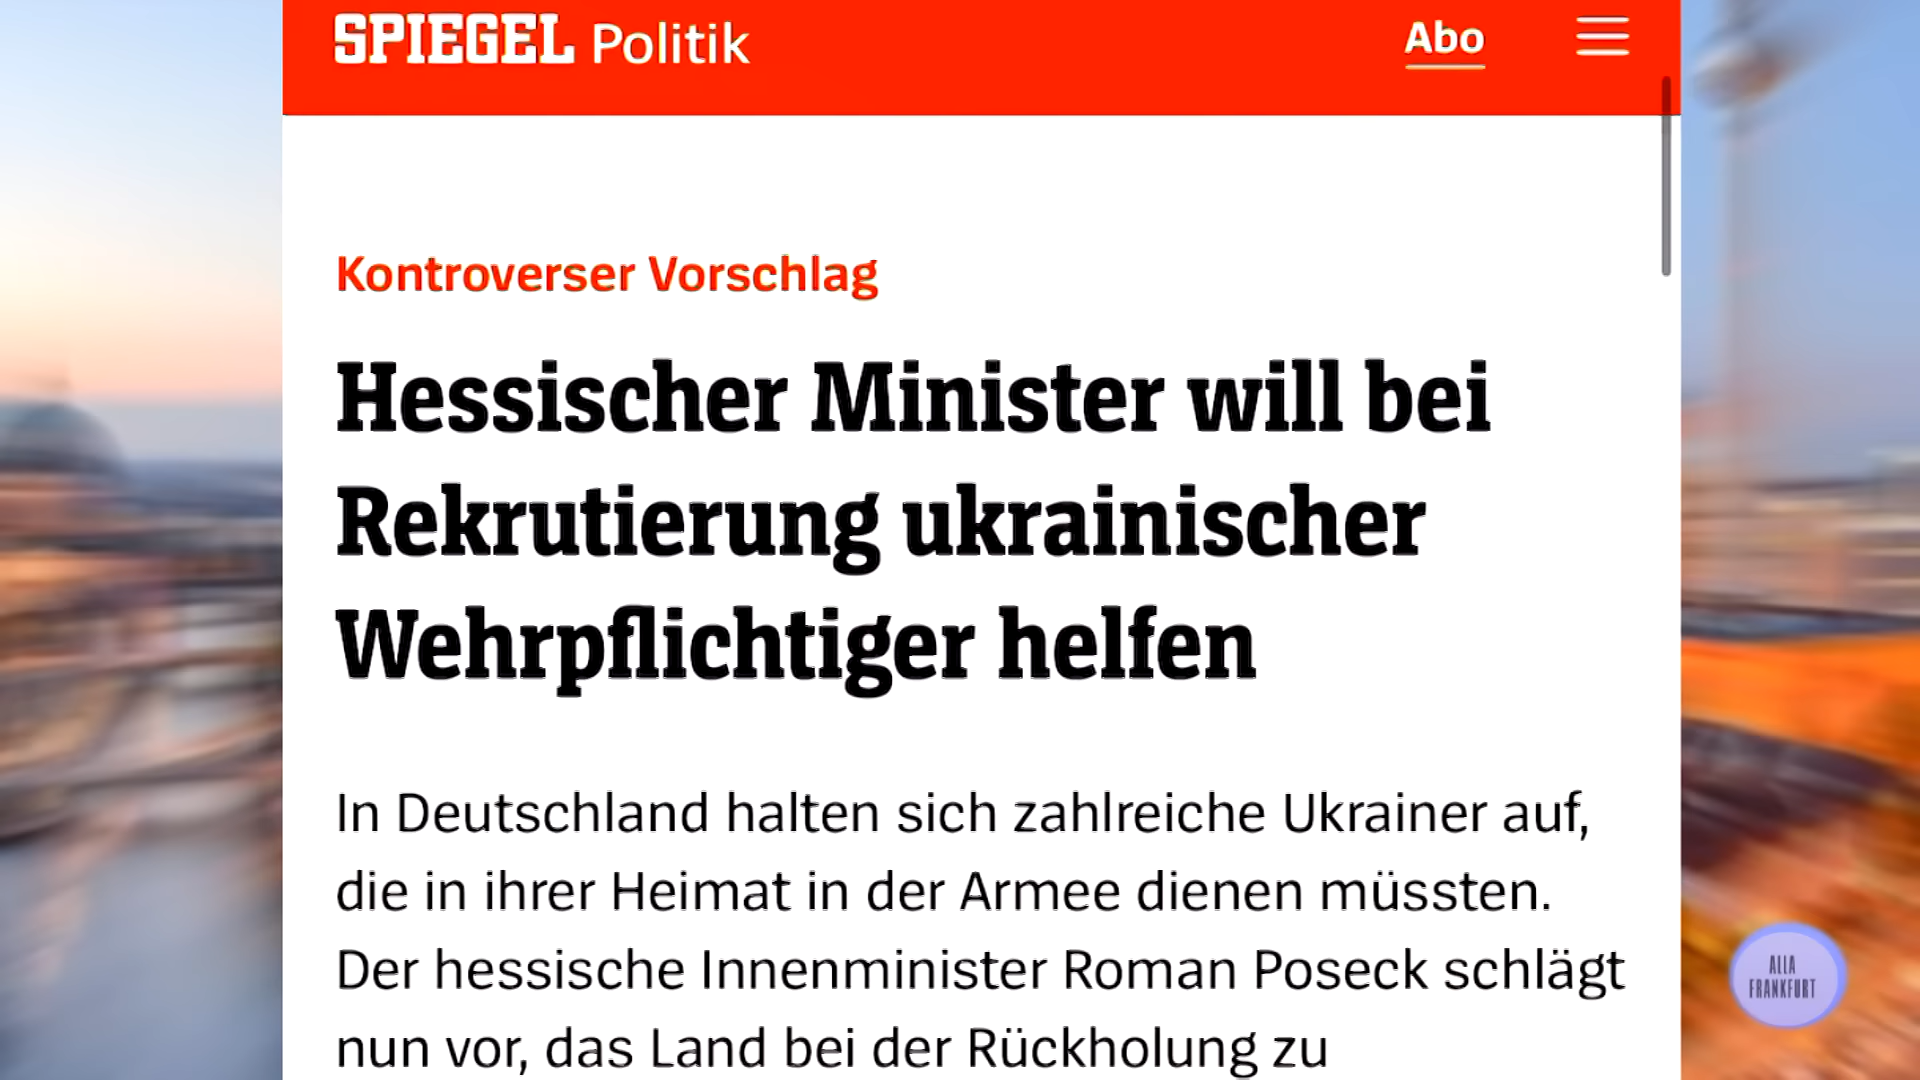 SPIEGEL Politik
Abo
Kontroverser Vorschlag
Hessischer Minister will bei
Rekrutierung ukrainischer
Wehrpflichtiger helfen
In Deutschland halten sich zahlreiche Ukrainer auf,
die in ihrer Heimat in der Armee dienen müssten.
Der hessische Innenminister Roman Poseck schlägt
nun vor, das Land bei der Rückholung zu
ALLA
FRANKFURT